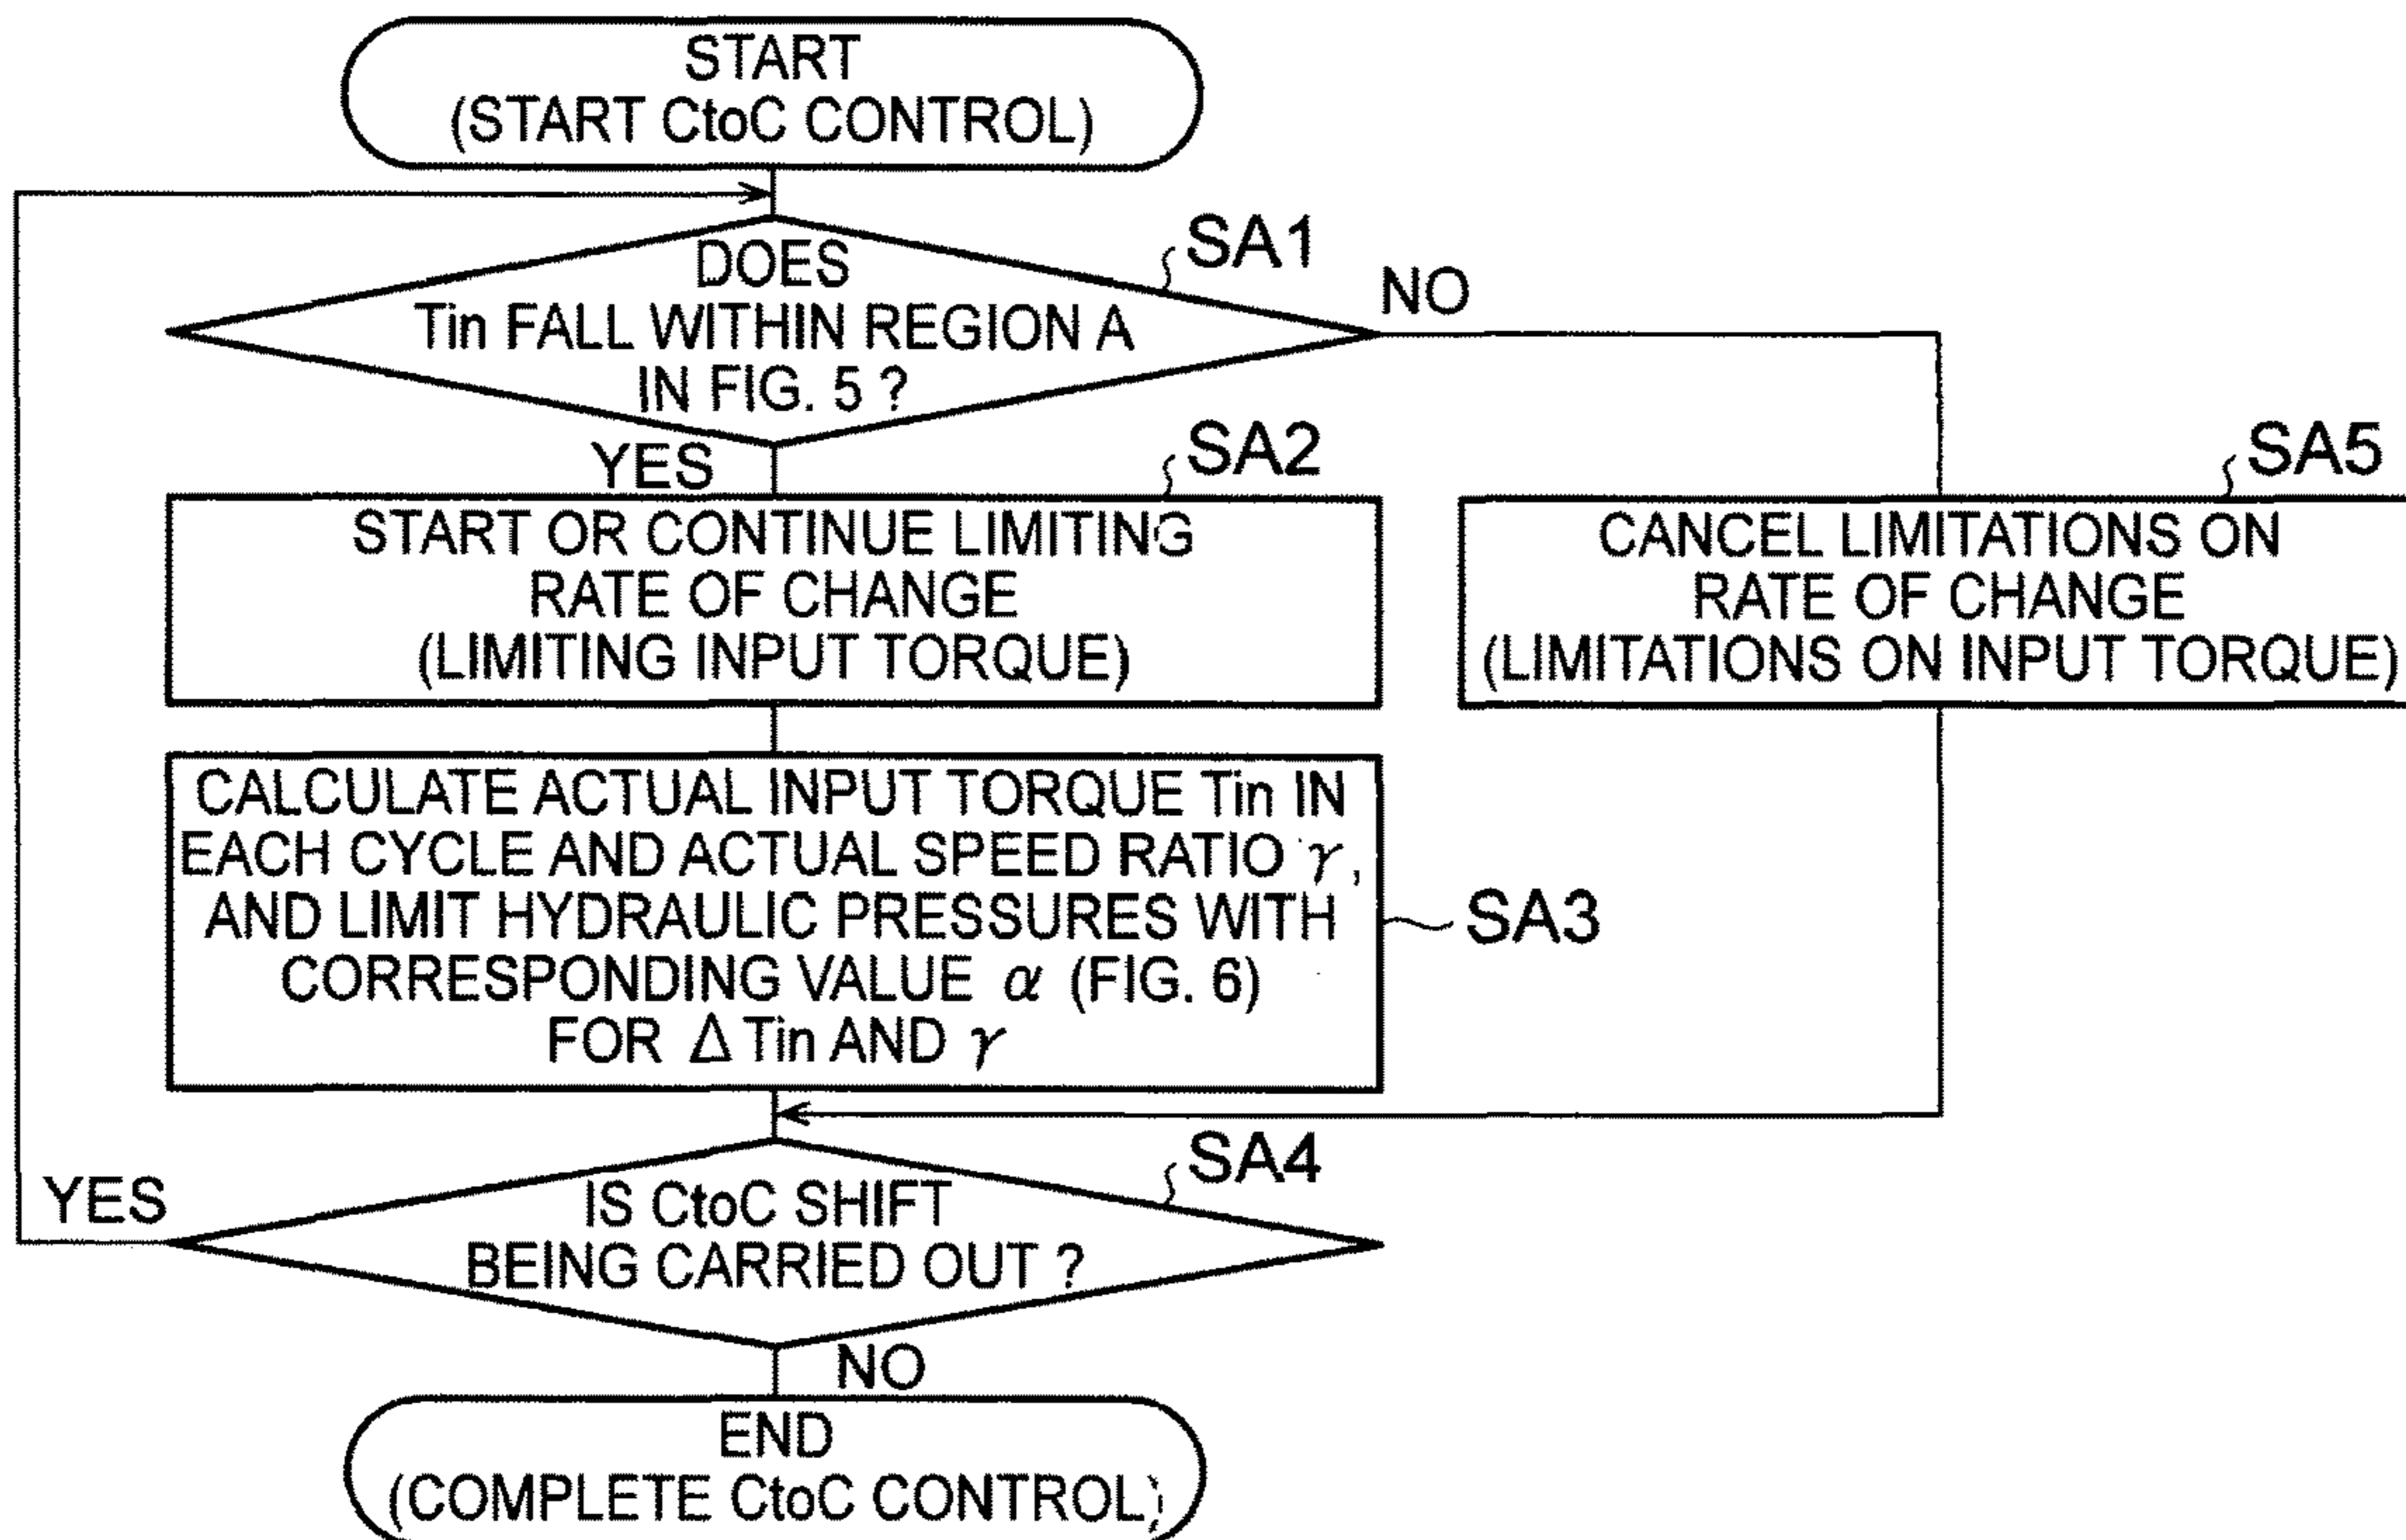 START
(START CtoC CONTROL)
SA1
DOES
Tin FALL WITHIN REGION A
IN FIG. 5 ?
NO
YES
SA2
START OR CONTINUE LIMITING
RATE OF CHANGE
(LIMITING INPUT TORQUE)
SA5
CANCEL LIMITATIONS ON
RATE OF CHANGE
(LIMITATIONS ON INPUT TORQUE)
CALCULATE ACTUAL INPUT TORQUE Tin IN
EACH CYCLE AND ACTUAL SPEED RATIO γ,
AND LIMIT HYDRAULIC PRESSURES WITH
CORRESPONDING VALUE α (FIG. 6)
FOR Δ Tin AND γ
SA3
SA4
IS CtoC SHIFT
BEING CARRIED OUT ?
YES
NO
END
(COMPLETE CtoC CONTROL)